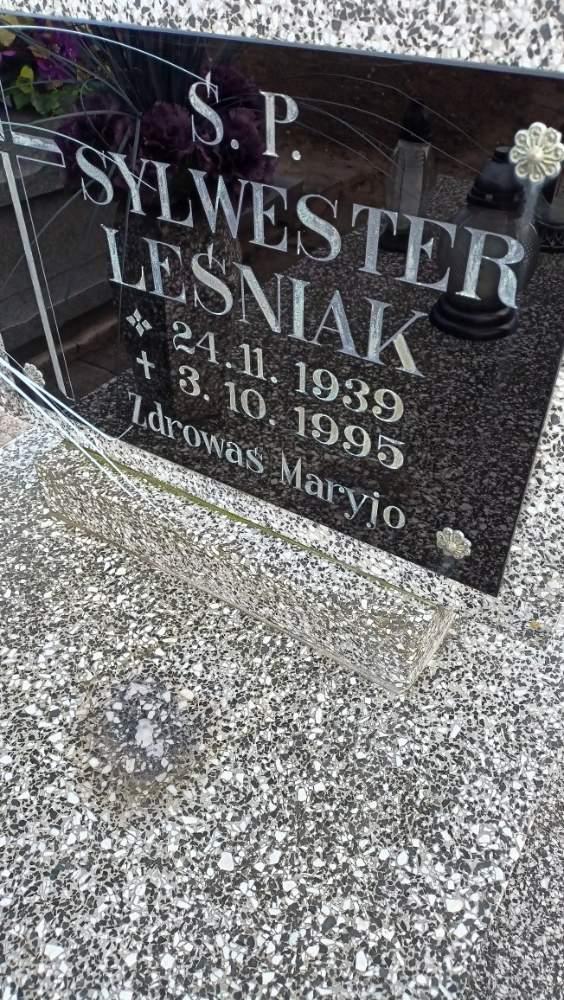 Ś. P.
SYLWESTER
LEŚNIAK
24. 11. 1939
+ 3. 10. 1995
Zdrowaś Maryjo